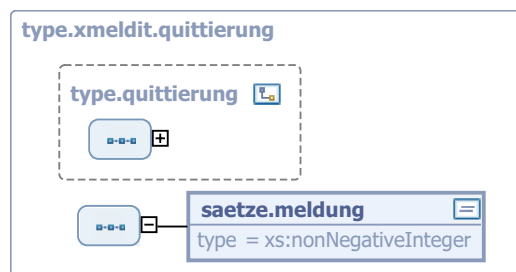 type.xmeldit.quittierung
type.quittierung
saetze.meldung
type = xs:nonNegativeInteger